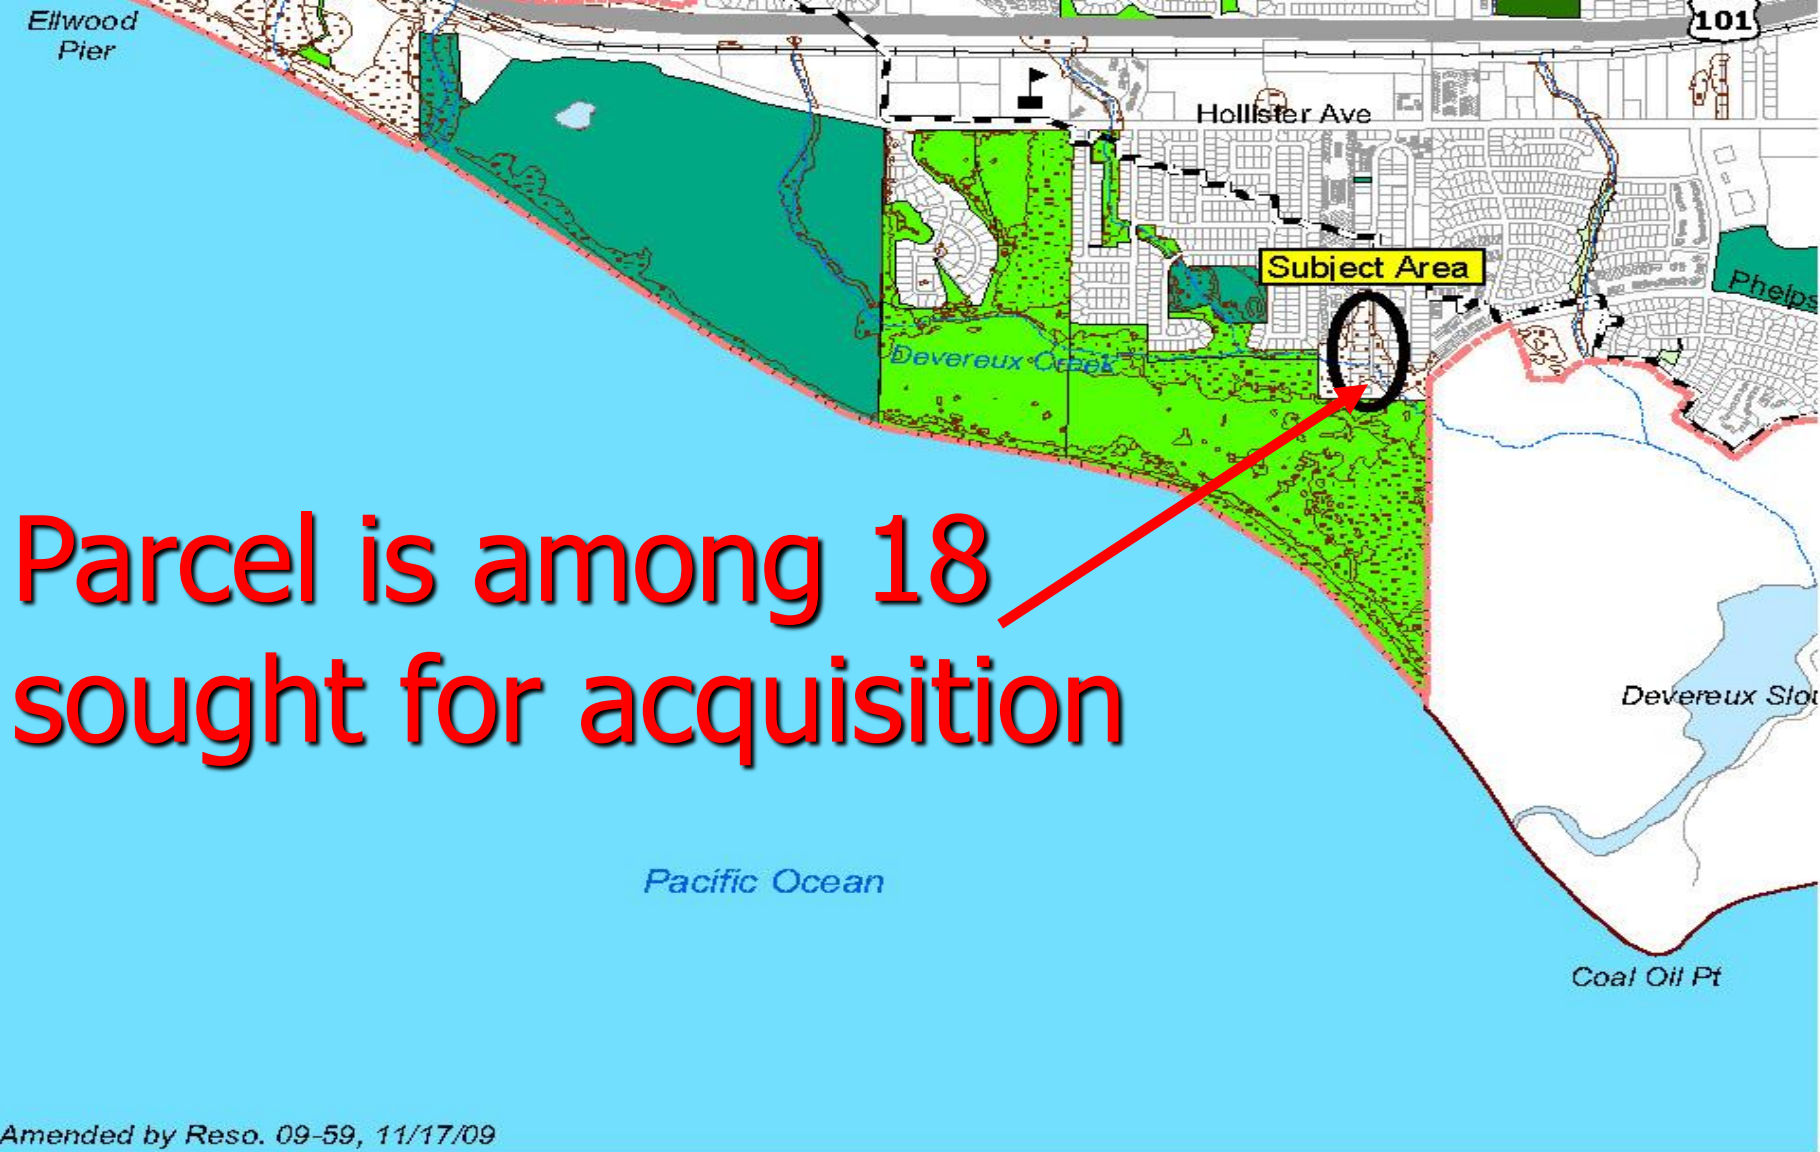 Ellwood
Pier
101
Hollister Ave
Subject Area
Phelps
Devereux Creek
Parcel is among 18
sought for acquisition
Devereux Slou
Pacific Ocean
Coal Oil Pt
Amended by Reso. 09-59, 11/17/09